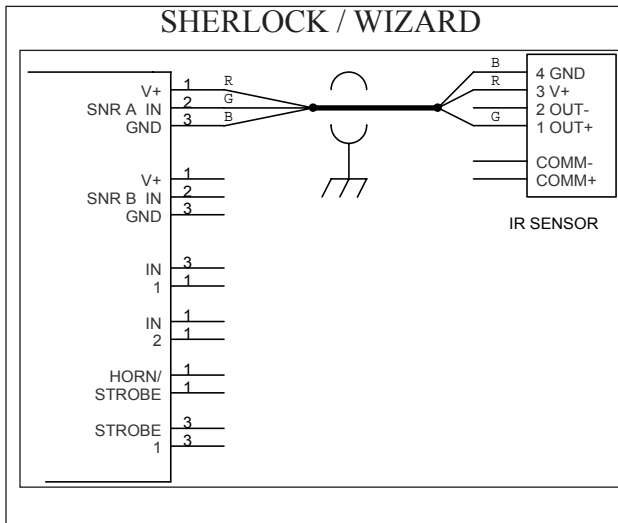 SHERLOCK / WIZARD
V+ 1 R
SNR A IN 2 G
GND 3 B
V+ 1
SNR B IN 2
GND 3
IN 3
1 1
IN 1
2 1
HORN/ 1
STROBE 1
STROBE 3
1 3
B 4 GND
R 3 V+
2 OUT-
G 1 OUT+
COMM-
COMM+
IR SENSOR